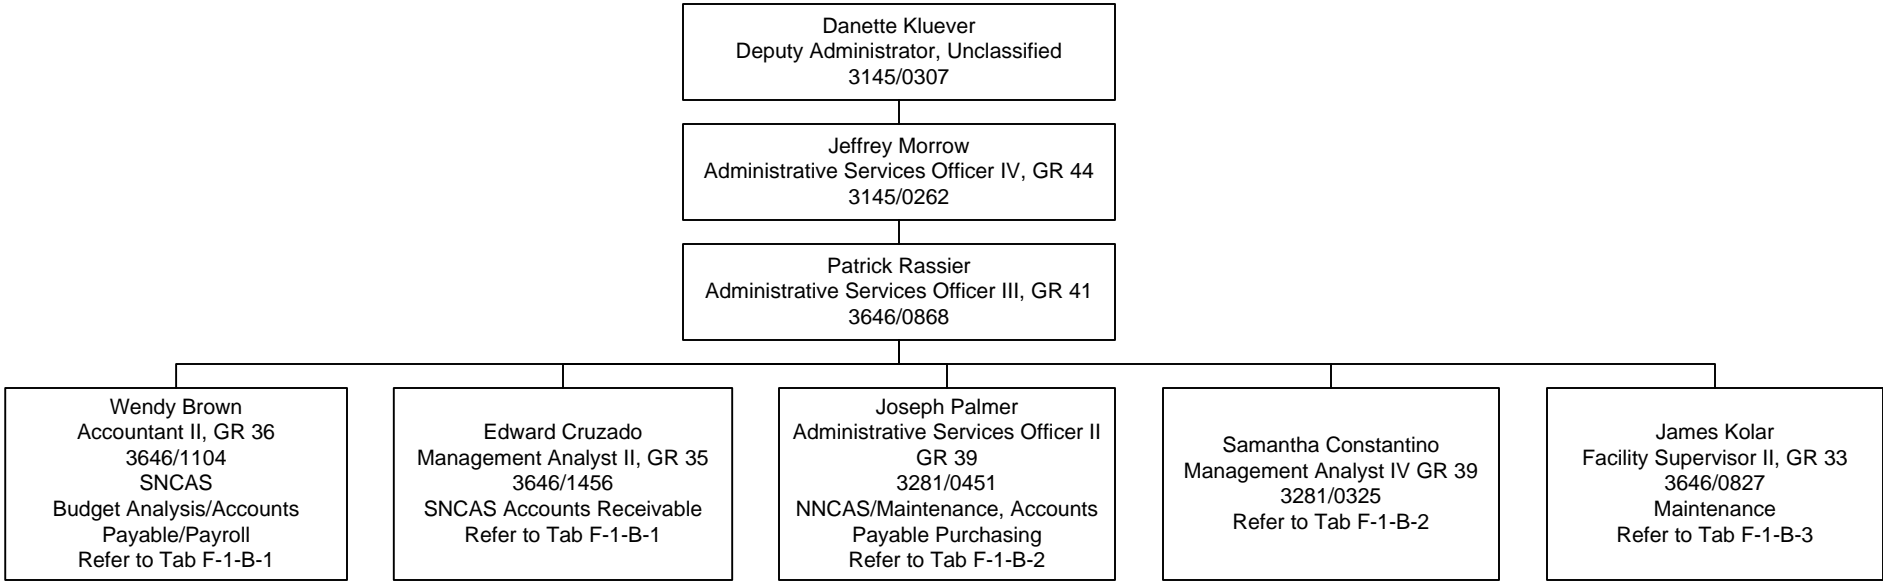 Danette Kluever
Deputy Administrator, Unclassified
3145/0307
Jeffrey Morrow
Administrative Services Officer IV, GR 44
3145/0262
Patrick Rassier
Administrative Services Officer III, GR 41
3646/0868
Wendy Brown
Accountant II, GR 36
3646/1104
SNCAS
Budget Analysis/Accounts
Payable/Payroll
Refer to Tab F-1-B-1
Edward Cruzado
Management Analyst II, GR 35
3646/1456
SNCAS Accounts Receivable
Refer to Tab F-1-B-1
Joseph Palmer
Administrative Services Officer II
GR 39
3281/0451
NNCAS/Maintenance, Accounts
Payable Purchasing
Refer to Tab F-1-B-2
Samantha Constantino
Management Analyst IV GR 39
3281/0325
Refer to Tab F-1-B-2
James Kolar
Facility Supervisor II, GR 33
3646/0827
Maintenance
Refer to Tab F-1-B-3